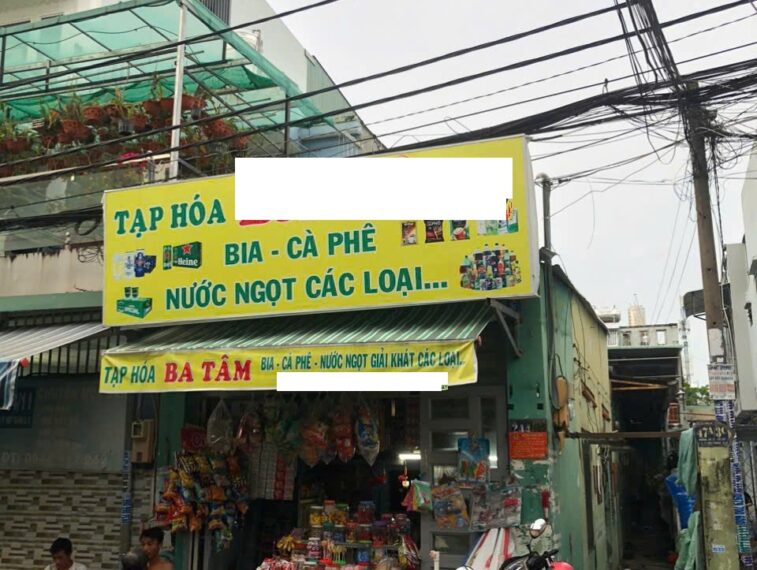 TẠP HÓA
BIA - CÀ PHÊ
NƯỚC NGỌT CÁC LOẠI...
Heine
TẠP HÓA BA TÂM BIA - CÀ PHÊ - NƯỚC NGỌT GIẢI KHÁT CÁC LOẠI..